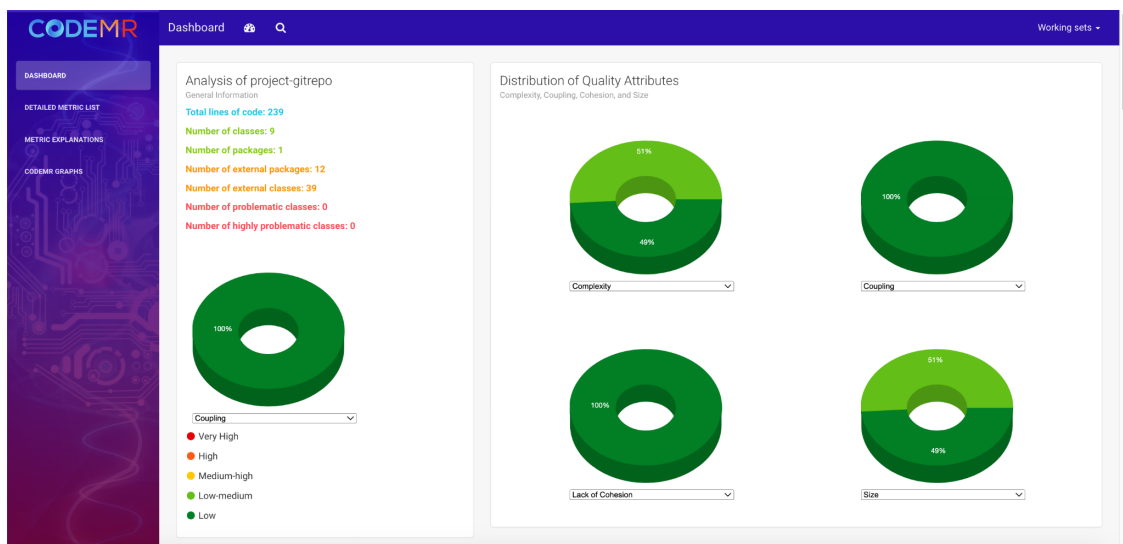 CODEMR
Dashboard
Working sets
DASHBOARD
DETAILED METRIC LIST
METRIC EXPLANATIONS
CODEMR GRAPHS
Analysis of project-gitrepo
General Information
Total lines of code: 239
Number of classes: 9
Number of packages: 1
Number of external packages: 12
Number of external classes: 39
Number of problematic classes: 0
Number of highly problematic classes: 0
100%
Coupling
Very High
High
Medium-high
Low-medium
Low
Distribution of Quality Attributes
Complexity, Coupling, Cohesion, and Size
51%
49%
Complexity
100%
Coupling
100%
Lack of Cohesion
51%
49%
Size